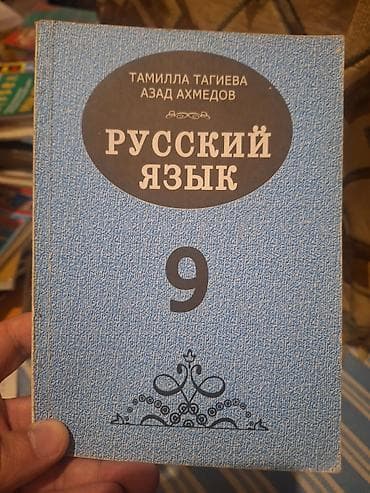 ТАМИЛЛА ТАГИЕВА
АЗАД АХМЕДОВ
РУССКИЙ
ЯЗЫК
9